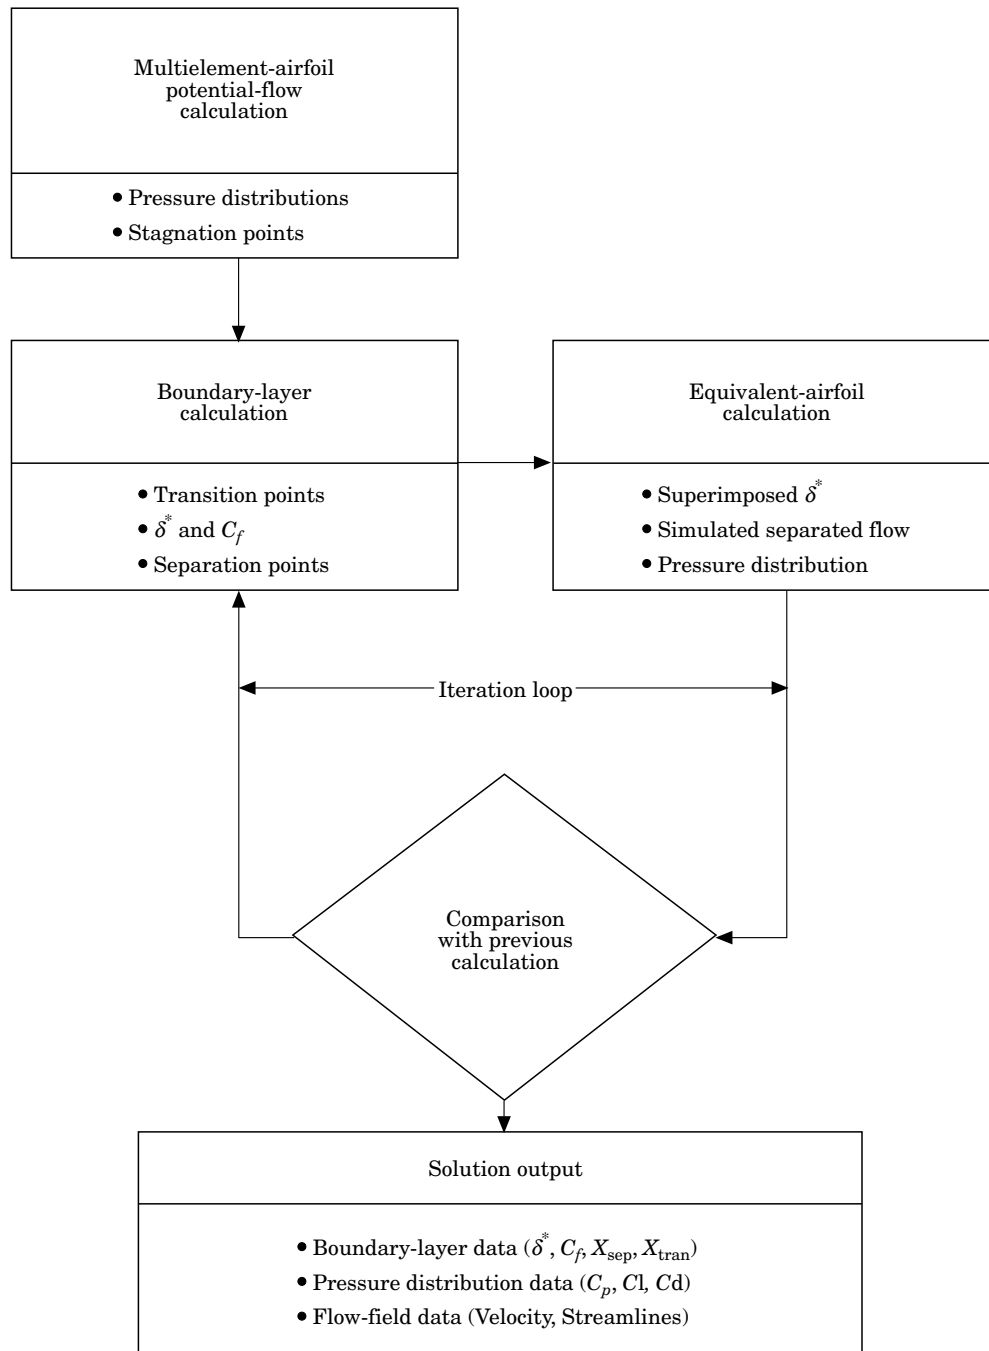 Multielement-airfoil
potential-flow
calculation
• Pressure distributions
• Stagnation points
Boundary-layer
calculation
• Transition points
• δ* and Cf
• Separation points
Equivalent-airfoil
calculation
• Superimposed δ*
• Simulated separated flow
• Pressure distribution
Iteration loop
Comparison
with previous
calculation
Solution output
• Boundary-layer data (δ*, Cf, Xsep, Xtran)
• Pressure distribution data (Cp, Cl, Cd)
• Flow-field data (Velocity, Streamlines)